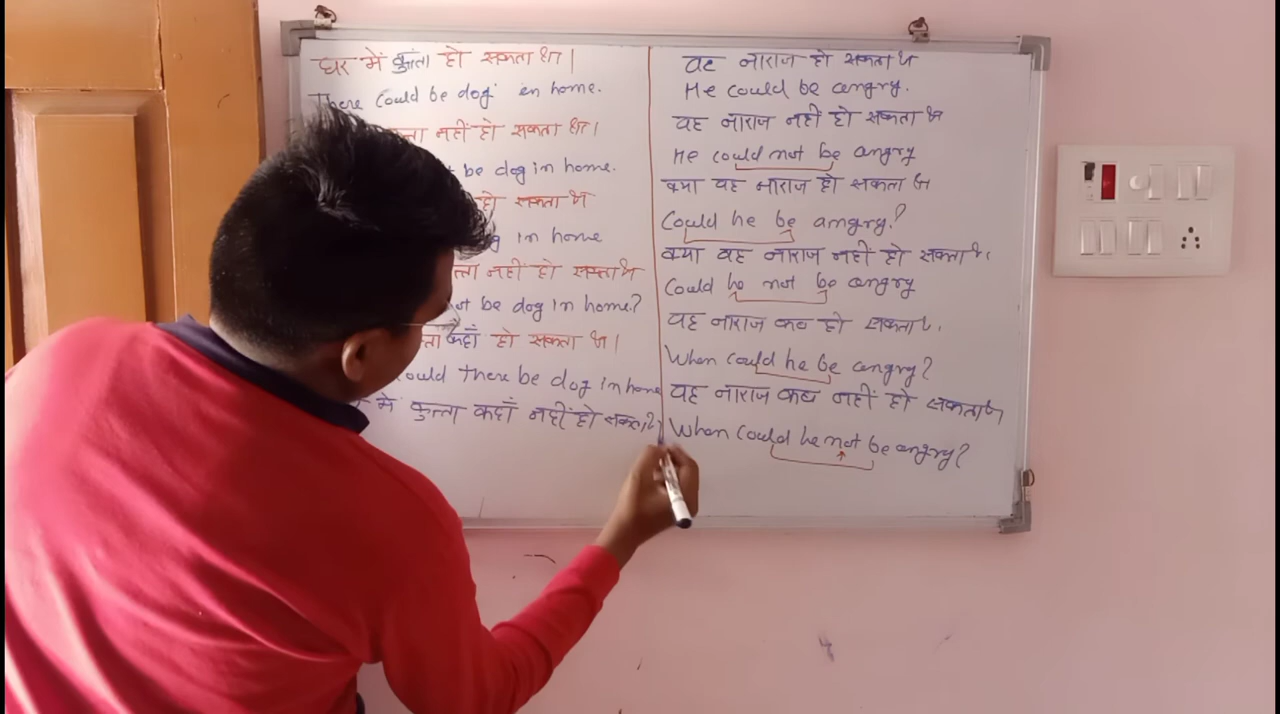 घर में कुत्ता हो सकता था।
There could be dog in home.
नहीं हो सकता था।
be dog in home.
हो सकता था
in home
नहीं हो सकता था
be dog in home?
कहाँ हो सकता था।
could there be dog in home
में कुत्ता कहाँ नहीं हो सकता
वह नाराज हो सकता था
He could be angry.
वह नाराज नहीं हो सकता था
He could not be angry
क्या वह नाराज हो सकता था
Could he be angry?
क्या वह नाराज नहीं हो सकता था।
Could he not be angry
वह नाराज कब हो सकता था.
When could he be angry?
वह नाराज कब नहीं हो सकता था
When could he not be angry?